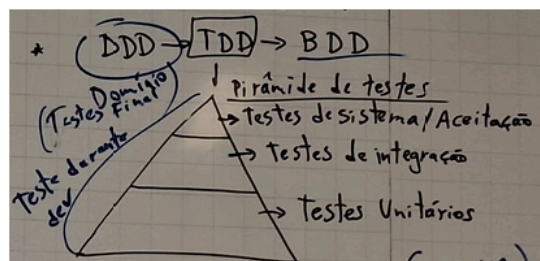 * DDD → TDD → BDD
Domínio
(Testes Final
Pirâmide de testes
→ Testes de sistema/Aceitação
Teste durante
dev
→ Testes de integração
→ Testes Unitários